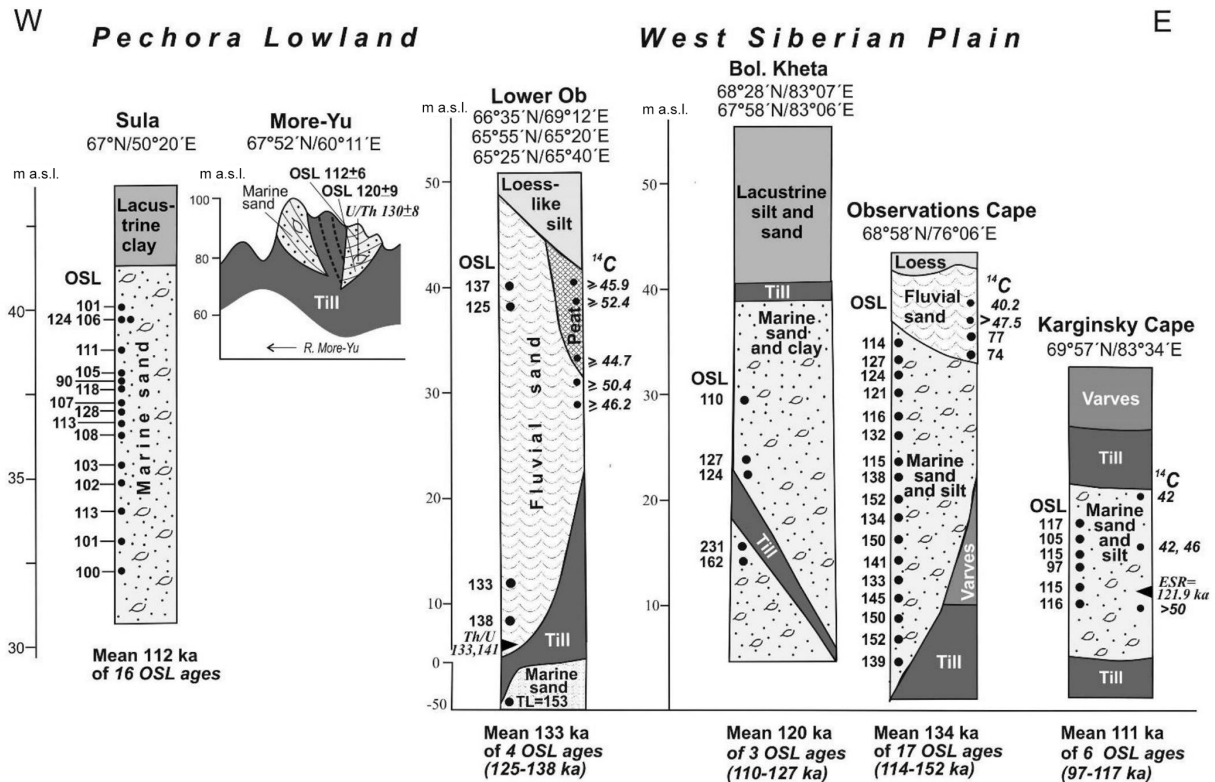 W
E
Pechora Lowland
West Siberian Plain
Sula
67°N/50°20´E
m a.s.l.
Lacus-
trine
clay
OSL
101
124 106
111
105
90
118
107
128
113
108
103
102
113
101
100
Marine sand
40
35
30
Mean 112 ka
of 16 OSL ages
More-Yu
67°52´N/60°11´E
m a.s.l.
OSL 112±6
OSL 120±9
U/Th 130±8
Marine
sand
100
80
60
Till
← R. More-Yu
Lower Ob
66°35´N/69°12´E
65°55´N/65°20´E
65°25´N/65°40´E
m a.s.l.
50
40
30
20
10
0
-50
Loess-
like
silt
OSL
137
125
133
138
Th/U
133,141
Fluvial sand
Peat
14C
≥ 45.9
≥ 52.4
≥ 44.7
≥ 50.4
≥ 46.2
Till
Marine
sand
TL=153
Mean 133 ka
of 4 OSL ages
(125-138 ka)
Bol. Kheta
68°28´N/83°07´E
67°58´N/83°06´E
m a.s.l.
50
40
30
20
10
Lacustrine
silt and
sand
Till
Marine
sand
and clay
OSL
110
127
124
231
162
Till
Mean 120 ka
of 3 OSL ages
(110-127 ka)
Observations Cape
68°58´N/76°06´E
Loess
14C
Fluvial
sand
40.2
>47.5
77
74
OSL
114
127
124
121
116
132
115
138
152
134
150
141
133
145
150
152
139
Marine
sand
and silt
Varves
Till
Mean 134 ka
of 17 OSL ages
(114-152 ka)
Karginsky Cape
69°57´N/83°34´E
Varves
Till
14C
42
OSL
117
105
115
97
115
116
Marine
sand
and
silt
42, 46
ESR=
121.9 ka
>50
Till
Mean 111 ka
of 6 OSL ages
(97-117 ka)